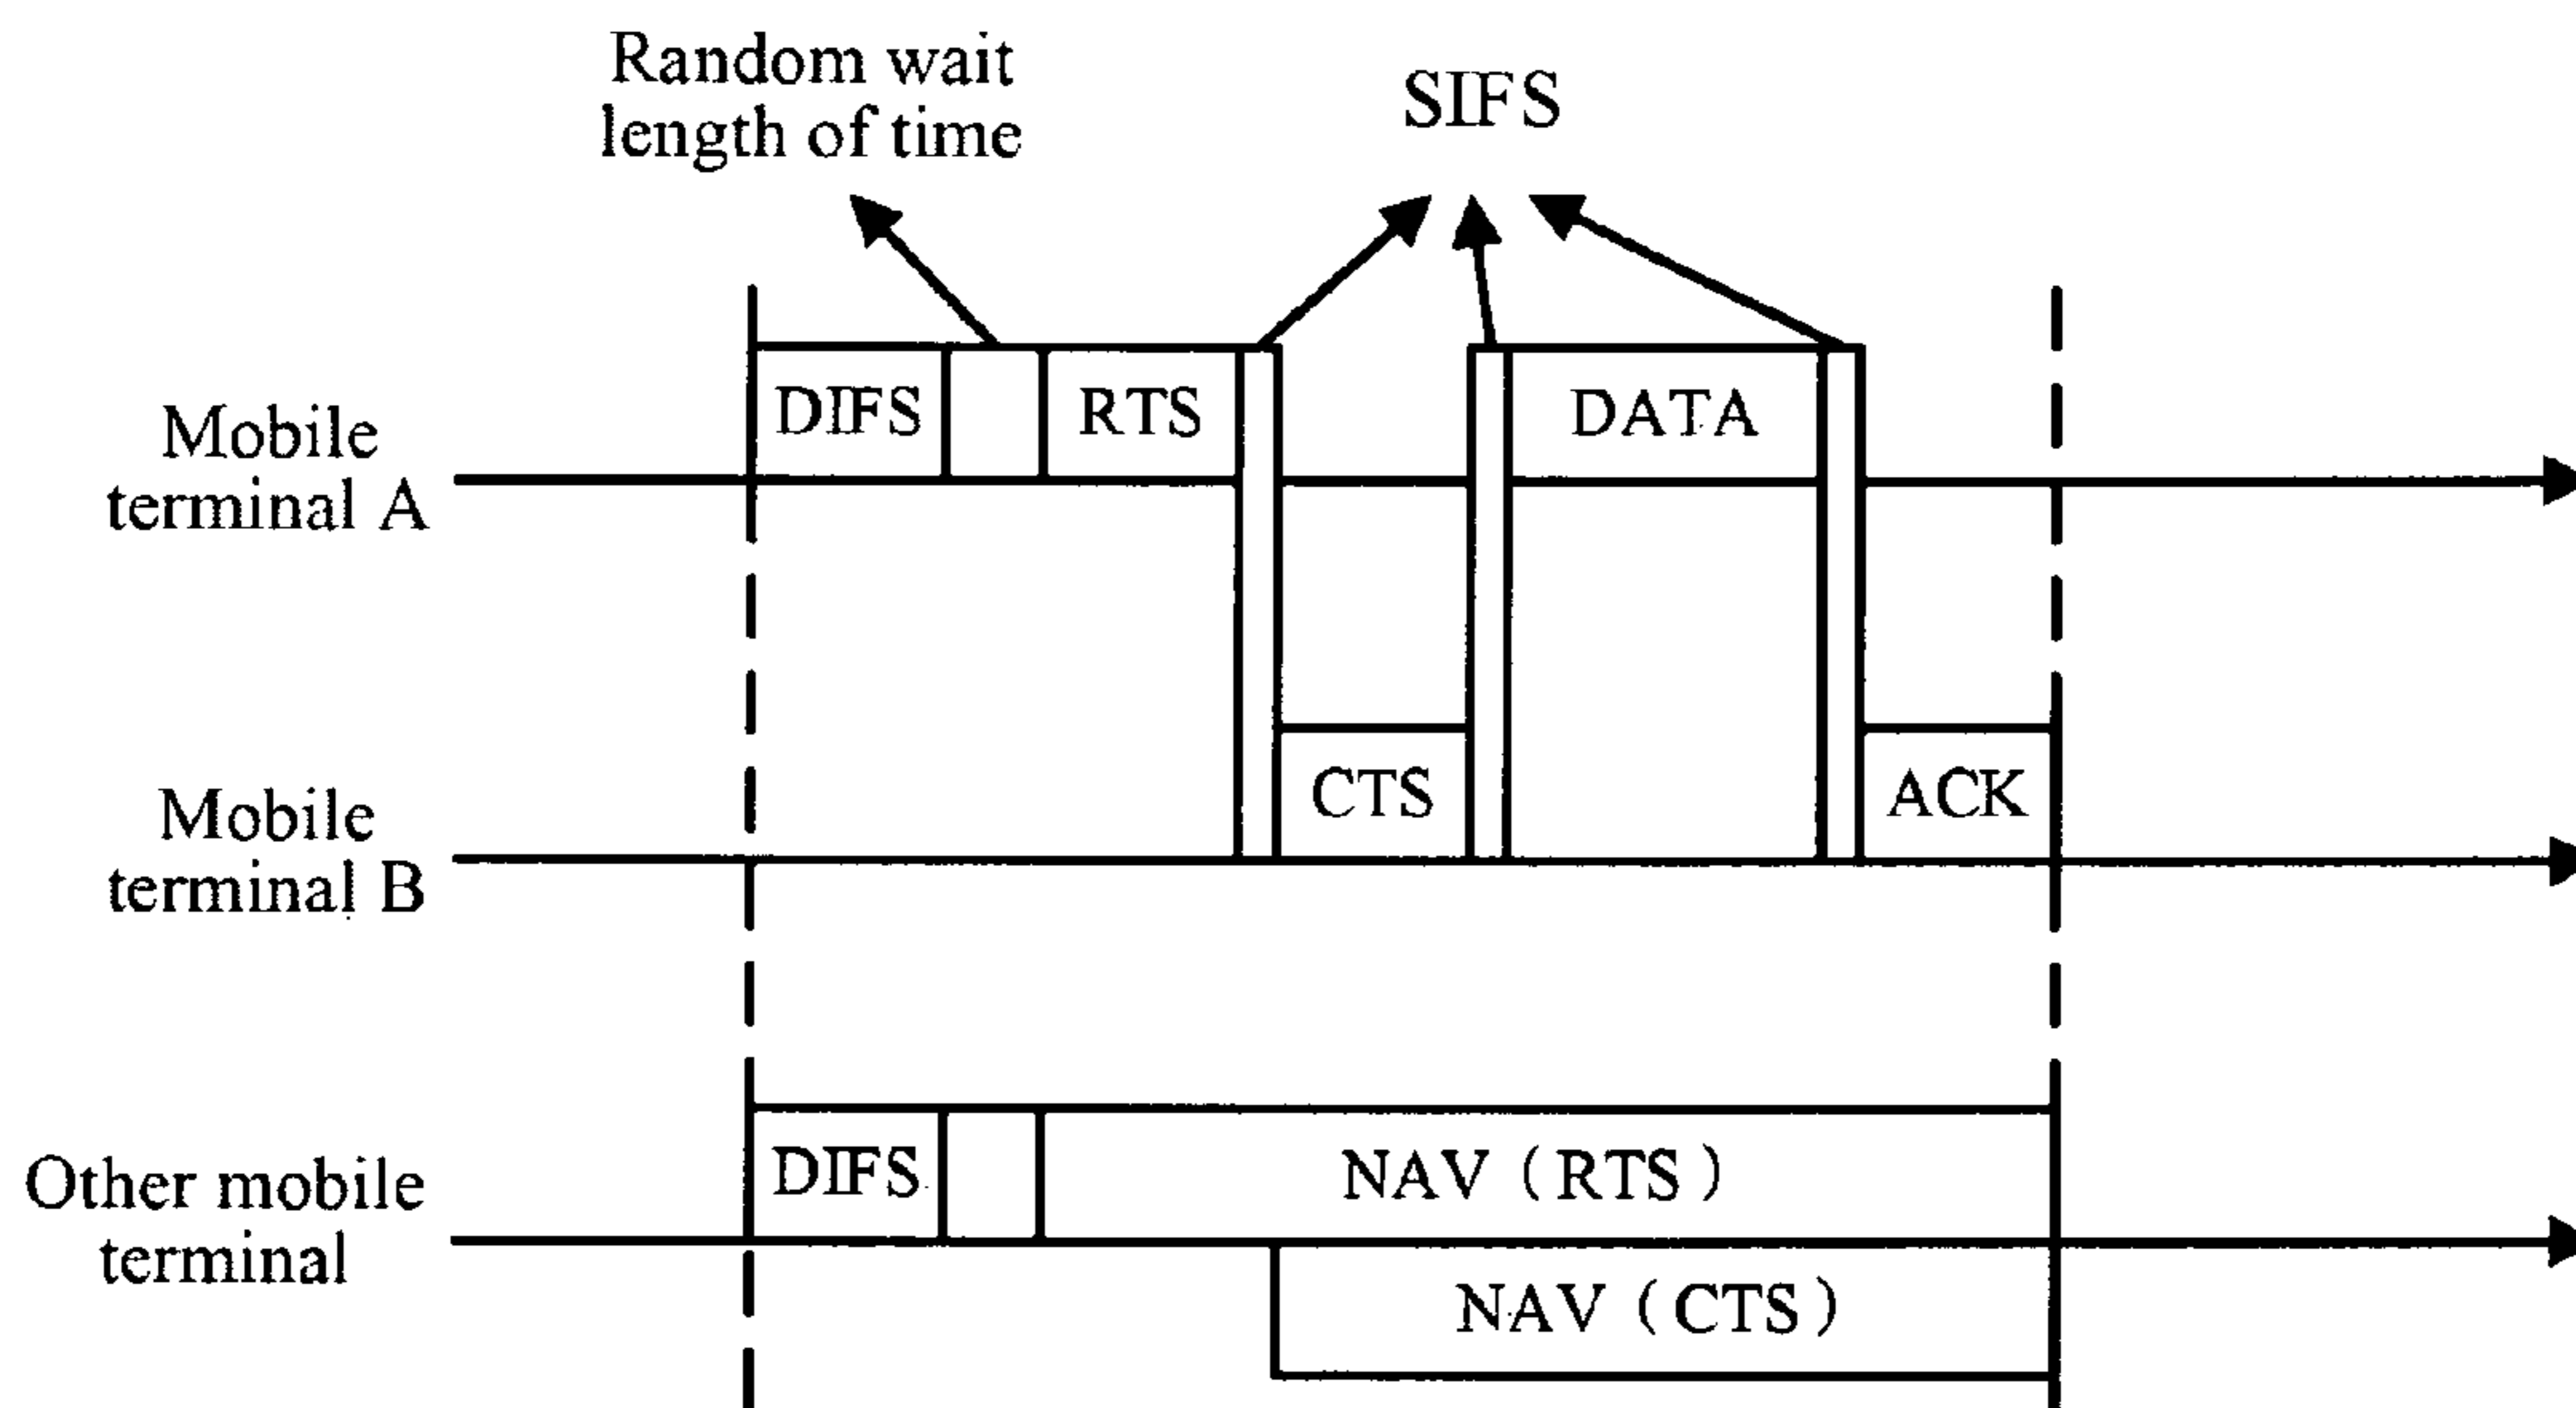 Random wait
length of time
SIFS
Mobile
terminal A
DIFS
RTS
DATA
Mobile
terminal B
CTS
ACK
Other mobile
terminal
DIFS
NAV（RTS）
NAV（CTS）